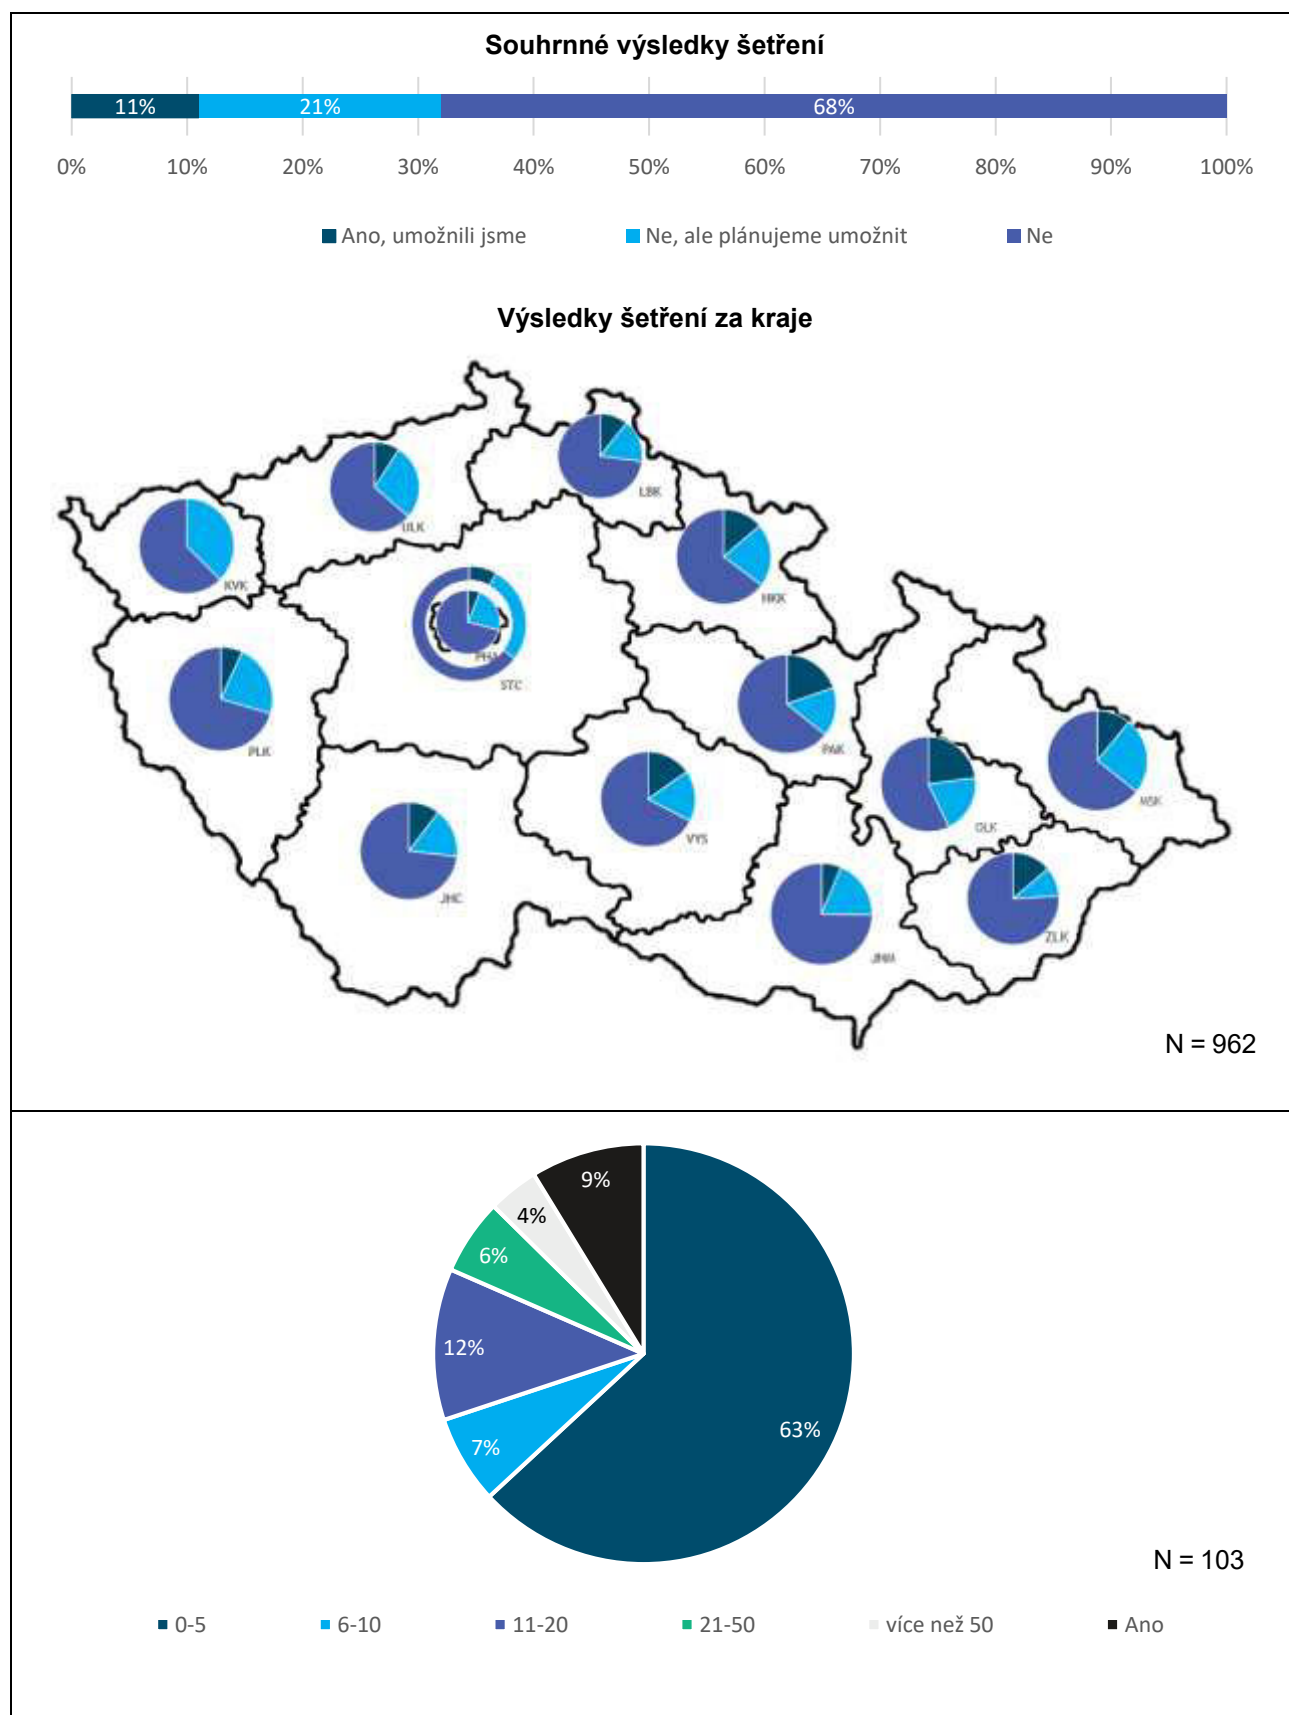 Souhrnné výsledky šetření
11% 21% 68%
0% 10% 20% 30% 40% 50% 60% 70% 80% 90% 100%
Ano, umožnili jsme Ne, ale plánujeme umožnit Ne
Výsledky šetření za kraje
LBK
ULK
KVK
HKK
PHA
STC
PLK
PAK
MSK
OLK
VYS
JHC
ZLK
JHM
N = 962
9%
4%
6%
12%
63%
7%
N = 103
0-5 6-10 11-20 21-50 více než 50 Ano